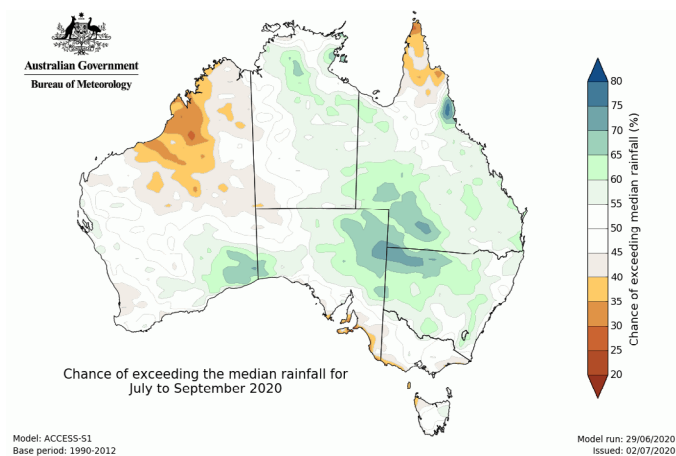 Australian Government
Bureau of Meteorology
80
75
70
65
60
55
50
45
40
35
30
25
20
Chance of exceeding median rainfall (%)
Chance of exceeding the median rainfall for
July to September 2020
Model: ACCESS-S1
Base period: 1990-2012
Model run: 29/06/2020
Issued: 02/07/2020